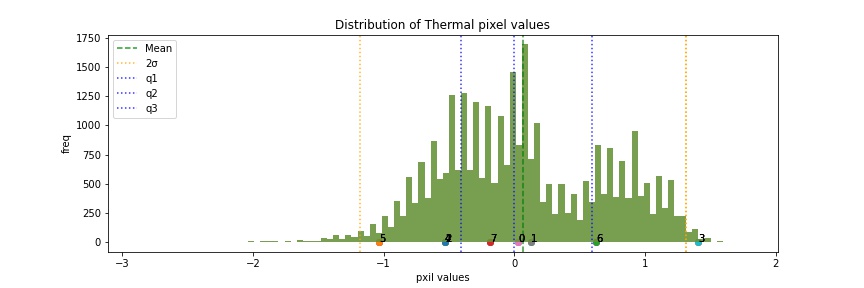 Distribution of Thermal pixel values
1750
1500
1250
1000
750
500
250
0
freq
Mean
2σ
q1
q2
q3
5
7
0
1
6
3
−3
−2
−1
0
1
2
pxil values